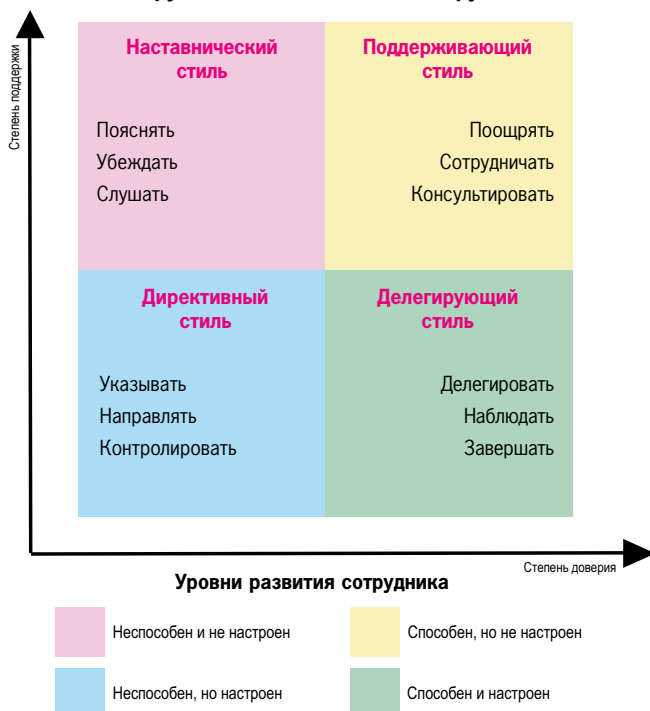 Степень поддержки
Наставнический
стиль
Пояснять
Убеждать
Слушать
Поддерживающий
стиль
Поощрять
Сотрудничать
Консультировать
Директивный
стиль
Указывать
Направлять
Контролировать
Делегирующий
стиль
Делегировать
Наблюдать
Завершать
Степень доверия
Уровни развития сотрудника
Неспособен и не настроен
Способен, но не настроен
Неспособен, но настроен
Способен и настроен